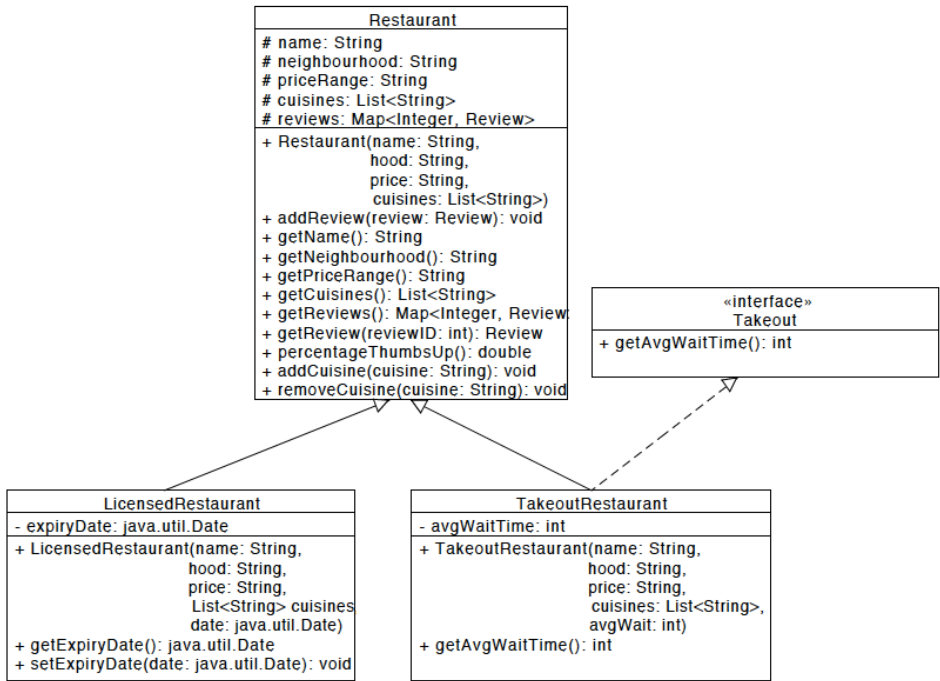 Restaurant
# name: String
# neighbourhood: String
# priceRange: String
# cuisines: List<String>
# reviews: Map<Integer, Review>
+ Restaurant(name: String,
hood: String,
price: String,
cuisines: List<String>)
+ addReview(review: Review): void
+ getName(): String
+ getNeighbourhood(): String
+ getPriceRange(): String
+ getCuisines(): List<String>
+ getReviews(): Map<Integer, Review
+ getReview(reviewID: int): Review
+ percentageThumbsUp(): double
+ addCuisine(cuisine: String): void
+ removeCuisine(cuisine: String): void
«interface»
Takeout
+ getAvgWaitTime(): int
LicensedRestaurant
- expiryDate: java.util.Date
+ LicensedRestaurant(name: String,
hood: String,
price: String,
List<String> cuisines
date: java.util.Date)
+ getExpiryDate(): java.util.Date
+ setExpiryDate(date: java.util.Date): void
TakeoutRestaurant
- avgWaitTime: int
+ TakeoutRestaurant(name: String,
hood: String,
price: String,
cuisines: List<String>,
avgWait: int)
+ getAvgWaitTime(): int